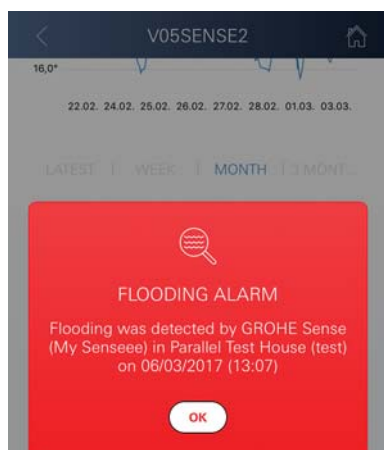 V05SENSE2
16,0°
22.02. 24.02. 25.02. 26.02. 27.02. 28.02. 01.03. 03.03.
LATEST | WEEK | MONTH | 3 MONT...
FLOODING ALARM
Flooding was detected by GROHE Sense
(My Senseee) in Parallel Test House (test)
on 06/03/2017 (13:07)
OK